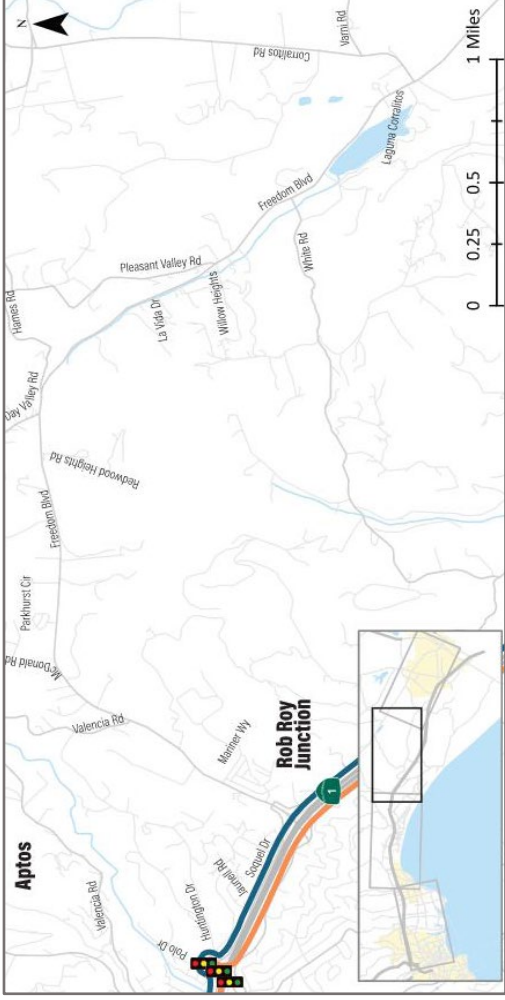 N
Varni Rd
Corralitos Rd
1 Miles
Laguna Corralitos
Freedom Blvd
0.5
White Rd
0.25
0
Pleasant Valley Rd
Hames Rd
La Vida Dr
Willow Heights
Day Valley Rd
Redwood Heights Rd
Freedom Blvd
Parkhurst Cir
McDonald Rd
Valencia Rd
Mariner Wy
Rob Roy
Junction
1
Aptos
Soquel Dr
Jaunell Rd
Huntington Dr
Valencia Rd
Polo Dr